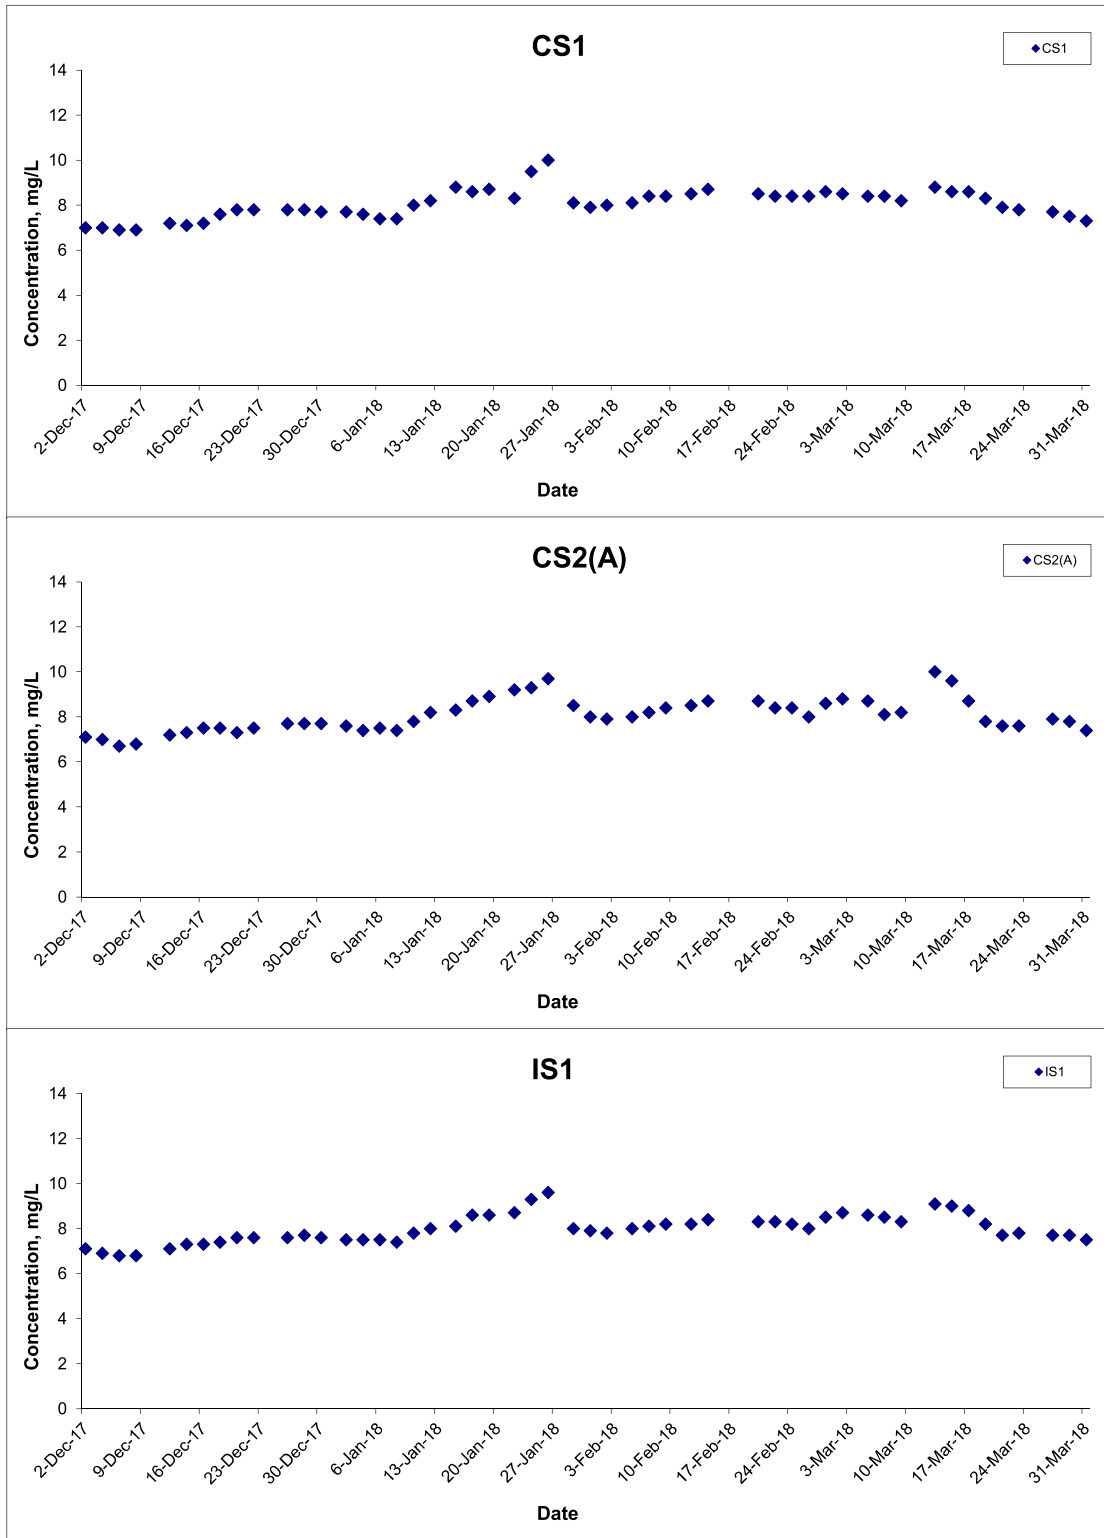 CS1
CS1
Concentration, mg/L
14
12
10
8
6
4
2
0
2-Dec-17
9-Dec-17
16-Dec-17
23-Dec-17
30-Dec-17
6-Jan-18
13-Jan-18
20-Jan-18
27-Jan-18
3-Feb-18
10-Feb-18
17-Feb-18
24-Feb-18
3-Mar-18
10-Mar-18
17-Mar-18
24-Mar-18
31-Mar-18
Date
CS2(A)
CS2(A)
Concentration, mg/L
14
12
10
8
6
4
2
0
2-Dec-17
9-Dec-17
16-Dec-17
23-Dec-17
30-Dec-17
6-Jan-18
13-Jan-18
20-Jan-18
27-Jan-18
3-Feb-18
10-Feb-18
17-Feb-18
24-Feb-18
3-Mar-18
10-Mar-18
17-Mar-18
24-Mar-18
31-Mar-18
Date
IS1
IS1
Concentration, mg/L
14
12
10
8
6
4
2
0
2-Dec-17
9-Dec-17
16-Dec-17
23-Dec-17
30-Dec-17
6-Jan-18
13-Jan-18
20-Jan-18
27-Jan-18
3-Feb-18
10-Feb-18
17-Feb-18
24-Feb-18
3-Mar-18
10-Mar-18
17-Mar-18
24-Mar-18
31-Mar-18
Date